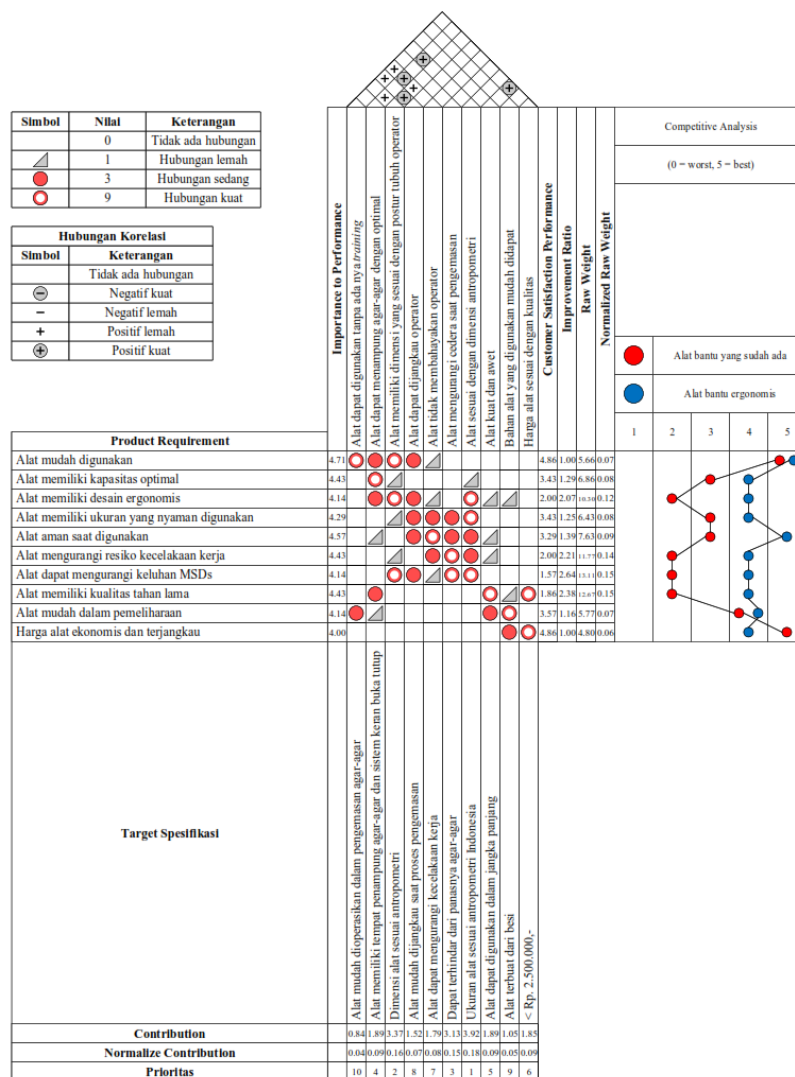 Simbol Nilai Keterangan
0 Tidak ada hubungan
1 Hubungan lemah
3 Hubungan sedang
9 Hubungan kuat
Hubungan Korelasi
Simbol Keterangan
Tidak ada hubungan
Negatif kuat
Negatif lemah
Positif lemah
Positif kuat
Importance to Performance
Alat dapat digunakan tanpa ada nya training
Alat dapat menampung agar-agar dengan optimal
Alat memiliki dimensi yang sesuai dengan postur tubuh operator
Alat dapat dijangkau operator
Alat tidak membahayakan operator
Alat mengurangi cedera saat pengemasan
Alat sesuai dengan dimensi antropometri
Alat kuat dan awet
Bahan alat yang digunakan mudah didapat
Harga alat sesuai dengan kualitas
Customer Satisfaction Performance
Improvement Ratio
Raw Weight
Normalized Raw Weight
Competitive Analysis
(0 = worst, 5 = best)
Alat bantu yang sudah ada
Alat bantu ergonomis
1 2 3 4 5
Product Requirement
Alat mudah digunakan 4.71 4.86 1.00 5.66 0.07
Alat memiliki kapasitas optimal 4.43 3.43 1.29 6.86 0.08
Alat memiliki desain ergonomis 4.14 2.00 2.07 10.30 0.12
Alat memiliki ukuran yang nyaman digunakan 4.29 3.43 1.25 6.43 0.08
Alat aman saat digunakan 4.57 3.29 1.39 7.63 0.09
Alat mengurangi resiko kecelakaan kerja 4.43 2.00 2.21 11.77 0.14
Alat dapat mengurangi keluhan MSDs 4.14 1.57 2.64 13.11 0.15
Alat memiliki kualitas tahan lama 4.43 1.86 2.38 12.67 0.15
Alat mudah dalam pemeliharaan 4.14 3.57 1.16 5.77 0.07
Harga alat ekonomis dan terjangkau 4.00 4.86 1.00 4.80 0.06
Target Spesifikasi
Alat mudah dioperasikan dalam pengemasan agar-agar
Alat memiliki tempat penampung agar-agar dan sistem keran buka tutup
Dimensi alat sesuai antropometri
Alat mudah dijangkau saat proses pengemasan
Alat dapat mengurangi kecelakaan kerja
Dapat terhindar dari panasnya agar-agar
Ukuran alat sesuai antropometri Indonesia
Alat dapat digunakan dalam jangka panjang
Alat terbuat dari besi
< Rp. 2.500.000,-
Contribution 0.84 1.89 3.37 1.52 1.79 3.13 3.92 1.89 1.05 1.85
Normalize Contribution 0.04 0.09 0.16 0.07 0.08 0.15 0.18 0.09 0.05 0.09
Prioritas 10 4 2 8 7 3 1 5 9 6